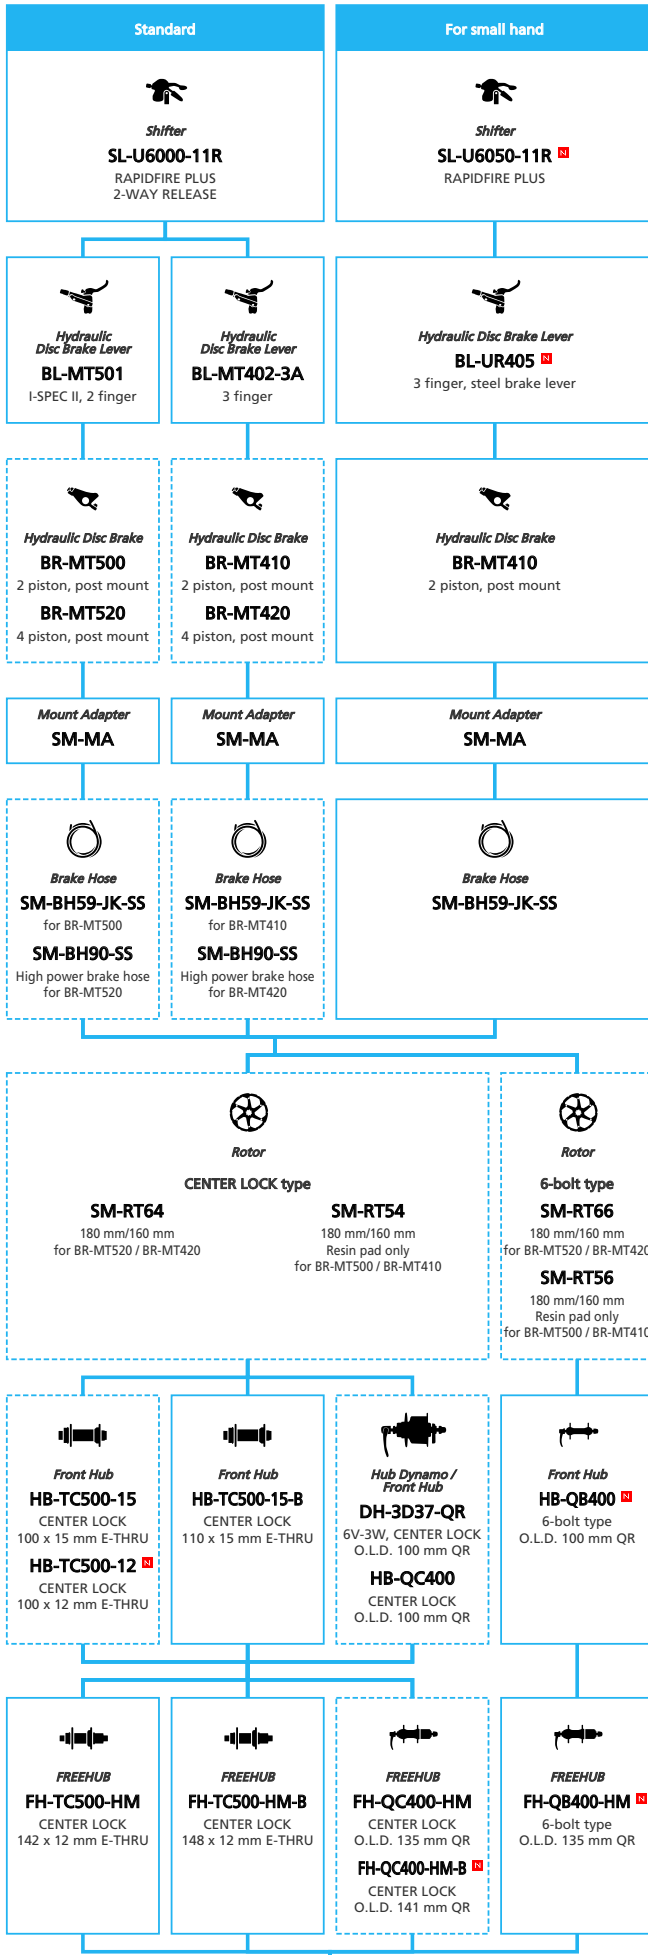 Standard
For small hand
Shifter
SL-U6000-11R
RAPIDFIRE PLUS
2-WAY RELEASE
Shifter
SL-U6050-11R N
RAPIDFIRE PLUS
Hydraulic
Disc Brake Lever
BL-MT501
I-SPEC II, 2 finger
Hydraulic
Disc Brake Lever
BL-MT402-3A
3 finger
Hydraulic Disc Brake Lever
BL-UR405 N
3 finger, steel brake lever
Hydraulic Disc Brake
BR-MT500
2 piston, post mount
BR-MT520
4 piston, post mount
Hydraulic Disc Brake
BR-MT410
2 piston, post mount
BR-MT420
4 piston, post mount
Hydraulic Disc Brake
BR-MT410
2 piston, post mount
Mount Adapter
SM-MA
Mount Adapter
SM-MA
Mount Adapter
SM-MA
Brake Hose
SM-BH59-JK-SS
for BR-MT500
SM-BH90-SS
High power brake hose
for BR-MT520
Brake Hose
SM-BH59-JK-SS
for BR-MT410
SM-BH90-SS
High power brake hose
for BR-MT420
Brake Hose
SM-BH59-JK-SS
Rotor
CENTER LOCK type
SM-RT64
180 mm/160 mm
for BR-MT520 / BR-MT420
SM-RT54
180 mm/160 mm
Resin pad only
for BR-MT500 / BR-MT410
Rotor
6-bolt type
SM-RT66
180 mm/160 mm
for BR-MT520 / BR-MT420
SM-RT56
180 mm/160 mm
Resin pad only
for BR-MT500 / BR-MT410
Front Hub
HB-TC500-15
CENTER LOCK
100 x 15 mm E-THRU
HB-TC500-12 N
CENTER LOCK
100 x 12 mm E-THRU
Front Hub
HB-TC500-15-B
CENTER LOCK
110 x 15 mm E-THRU
Hub Dynamo /
Front Hub
DH-3D37-QR
6V-3W, CENTER LOCK
O.L.D. 100 mm QR
HB-QC400
CENTER LOCK
O.L.D. 100 mm QR
Front Hub
HB-QB400 N
6-bolt type
O.L.D. 100 mm QR
FREEHUB
FH-TC500-HM
CENTER LOCK
142 x 12 mm E-THRU
FREEHUB
FH-TC500-HM-B
CENTER LOCK
148 x 12 mm E-THRU
FREEHUB
FH-QC400-HM
CENTER LOCK
O.L.D. 135 mm QR
FH-QC400-HM-B N
CENTER LOCK
O.L.D. 141 mm QR
FREEHUB
FH-QB400-HM N
6-bolt type
O.L.D. 135 mm QR